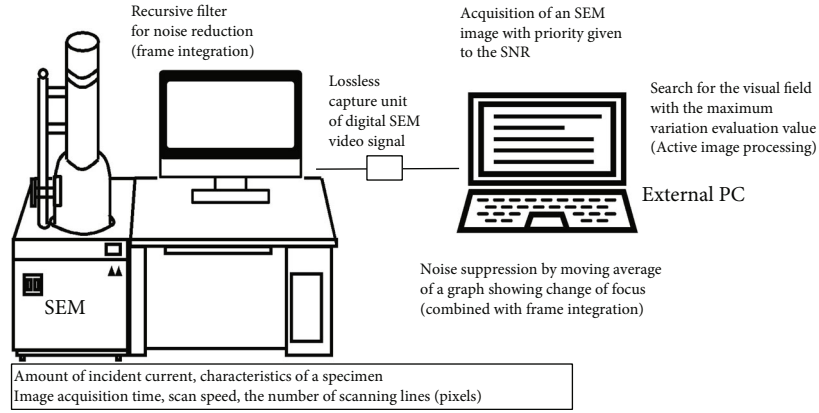 Recursive filter
for noise reduction
(frame integration)
Acquisition of an SEM
image with priority given
to the SNR
Lossless
capture unit
of digital SEM
video signal
Search for the visual field
with the maximum
variation evaluation value
(Active image processing)
External PC
Noise suppression by moving average
of a graph showing change of focus
(combined with frame integration)
SEM
Amount of incident current, characteristics of a specimen
Image acquisition time, scan speed, the number of scanning lines (pixels)